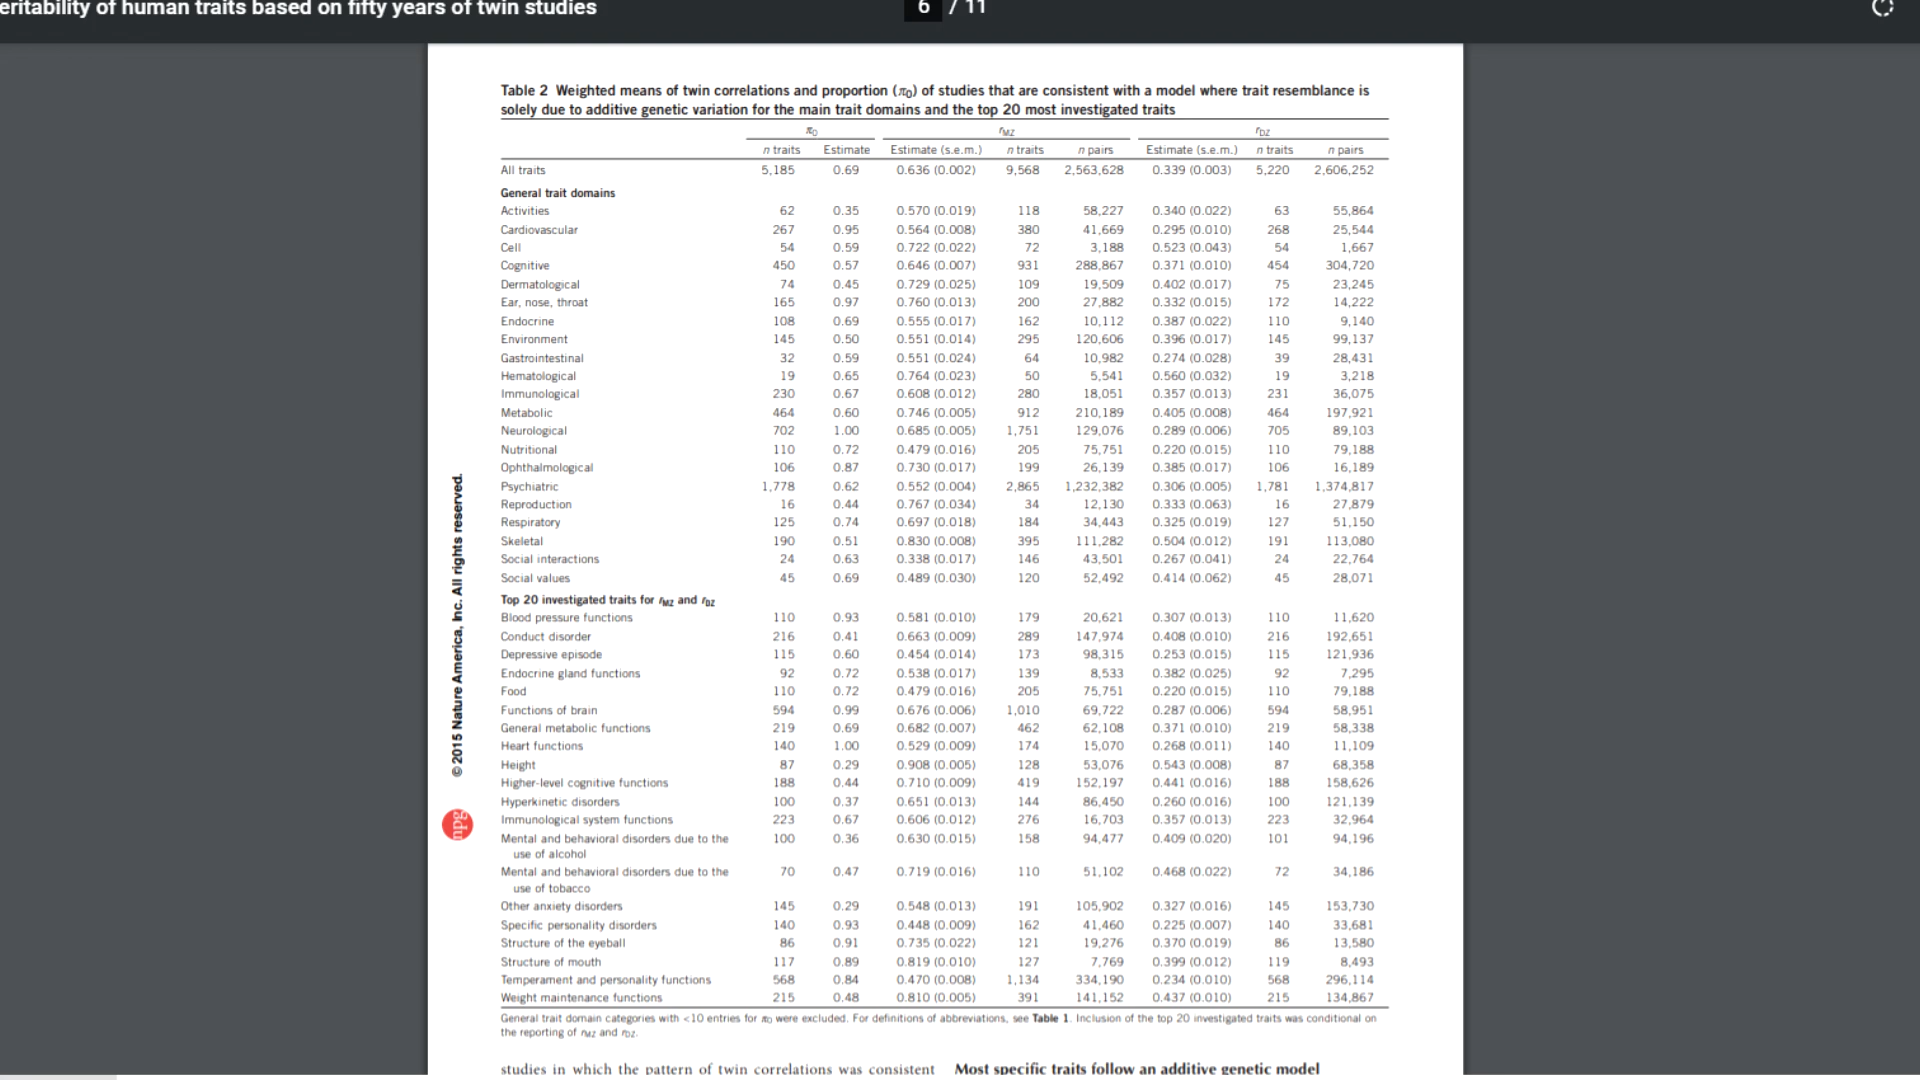 eritability of human traits based on fifty years of twin studies
6 / 11
Table 2 Weighted means of twin correlations and proportion (π0) of studies that are consistent with a model where trait resemblance is
solely due to additive genetic variation for the main trait domains and the top 20 most investigated traits
π0 rMZ rDZ
n traits Estimate Estimate (s.e.m.) n traits n pairs Estimate (s.e.m.) n traits n pairs
All traits 5,185 0.69 0.636 (0.002) 9,568 2,563,628 0.339 (0.003) 5,220 2,606,252
General trait domains
Activities 62 0.35 0.570 (0.019) 118 58,227 0.340 (0.022) 63 55,864
Cardiovascular 267 0.95 0.564 (0.008) 380 41,669 0.295 (0.010) 268 25,544
Cell 54 0.59 0.722 (0.022) 72 3,188 0.523 (0.043) 54 1,667
Cognitive 450 0.57 0.646 (0.007) 931 288,867 0.371 (0.010) 454 304,720
Dermatological 74 0.45 0.729 (0.025) 109 19,509 0.402 (0.017) 75 23,245
Ear, nose, throat 165 0.97 0.760 (0.013) 200 27,882 0.332 (0.015) 172 14,222
Endocrine 108 0.69 0.555 (0.017) 162 10,112 0.387 (0.022) 110 9,140
Environment 145 0.50 0.551 (0.014) 295 120,606 0.396 (0.017) 145 99,137
Gastrointestinal 32 0.59 0.551 (0.024) 64 10,982 0.274 (0.028) 39 28,431
Hematological 19 0.65 0.764 (0.023) 50 5,541 0.560 (0.032) 19 3,218
Immunological 230 0.67 0.608 (0.012) 280 18,051 0.357 (0.013) 231 36,075
Metabolic 464 0.60 0.746 (0.005) 912 210,189 0.405 (0.008) 464 197,921
Neurological 702 1.00 0.685 (0.005) 1,751 129,076 0.289 (0.006) 705 89,103
Nutritional 110 0.72 0.479 (0.016) 205 75,751 0.220 (0.015) 110 79,188
Ophthalmological 106 0.87 0.730 (0.017) 199 26,139 0.385 (0.017) 106 16,189
Psychiatric 1,778 0.62 0.552 (0.004) 2,865 1,232,382 0.306 (0.005) 1,781 1,374,817
Reproduction 16 0.44 0.767 (0.034) 34 12,130 0.333 (0.063) 16 27,879
Respiratory 125 0.74 0.697 (0.018) 184 34,443 0.325 (0.019) 127 51,150
Skeletal 190 0.51 0.830 (0.008) 395 111,282 0.504 (0.012) 191 113,080
Social interactions 24 0.63 0.338 (0.017) 146 43,501 0.267 (0.041) 24 22,764
Social values 45 0.69 0.489 (0.030) 120 52,492 0.414 (0.062) 45 28,071
Top 20 investigated traits for rMZ and rDZ
Blood pressure functions 110 0.93 0.581 (0.010) 179 20,621 0.307 (0.013) 110 11,620
Conduct disorder 216 0.41 0.663 (0.009) 289 147,974 0.408 (0.010) 216 192,651
Depressive episode 115 0.60 0.454 (0.014) 173 98,315 0.253 (0.015) 115 121,936
Endocrine gland functions 92 0.72 0.538 (0.017) 139 8,533 0.382 (0.025) 92 7,295
Food 110 0.72 0.479 (0.016) 205 75,751 0.220 (0.015) 110 79,188
Functions of brain 594 0.99 0.676 (0.006) 1,010 69,722 0.287 (0.006) 594 58,951
General metabolic functions 219 0.69 0.682 (0.007) 462 62,108 0.371 (0.010) 219 58,338
Heart functions 140 1.00 0.529 (0.009) 174 15,070 0.268 (0.011) 140 11,109
Height 87 0.29 0.908 (0.005) 128 53,076 0.543 (0.008) 87 68,358
Higher-level cognitive functions 188 0.44 0.710 (0.009) 419 152,197 0.441 (0.016) 188 158,626
Hyperkinetic disorders 100 0.37 0.651 (0.013) 144 86,450 0.260 (0.016) 100 121,139
Immunological system functions 223 0.67 0.606 (0.012) 276 16,703 0.357 (0.013) 223 32,964
Mental and behavioral disorders due to the 100 0.36 0.630 (0.015) 158 94,477 0.409 (0.020) 101 94,196
use of alcohol
Mental and behavioral disorders due to the 70 0.47 0.719 (0.016) 110 51,102 0.468 (0.022) 72 34,186
use of tobacco
Other anxiety disorders 145 0.29 0.548 (0.013) 191 105,902 0.327 (0.016) 145 153,730
Specific personality disorders 140 0.93 0.448 (0.009) 162 41,460 0.225 (0.007) 140 33,681
Structure of the eyeball 86 0.91 0.735 (0.022) 121 19,276 0.370 (0.019) 86 13,580
Structure of mouth 117 0.89 0.819 (0.010) 127 7,769 0.399 (0.012) 119 8,493
Temperament and personality functions 568 0.84 0.470 (0.008) 1,134 334,190 0.234 (0.010) 568 296,114
Weight maintenance functions 215 0.48 0.810 (0.005) 391 141,152 0.437 (0.010) 215 134,867
General trait domain categories with <10 entries for π0 were excluded. For definitions of abbreviations, see Table 1. Inclusion of the top 20 investigated traits was conditional on
the reporting of rMZ and rDZ.
© 2015 Nature America, Inc. All rights reserved.
npg
studies in which the pattern of twin correlations was consistent
Most specific traits follow an additive genetic model